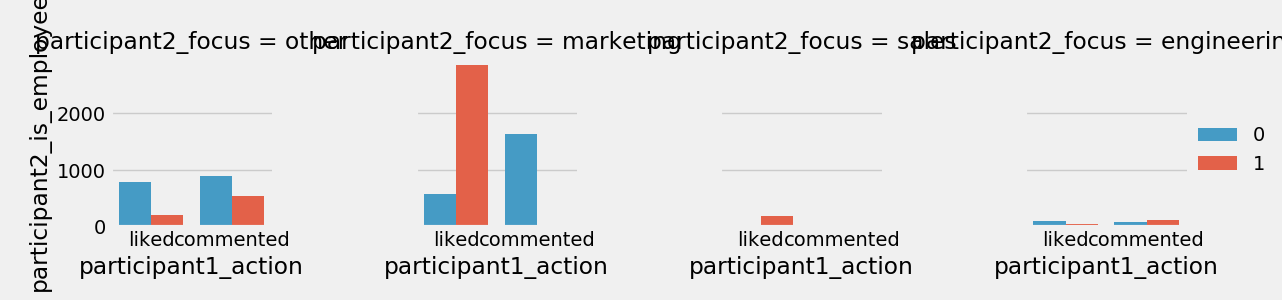 participant2_focus = other
participant2_focus = marketing
participant2_focus = sales
participant2_focus = engineerin
participant2_is_employee
2000
1000
0
0
1
liked commented
liked commented
liked commented
liked commented
participant1_action
participant1_action
participant1_action
participant1_action